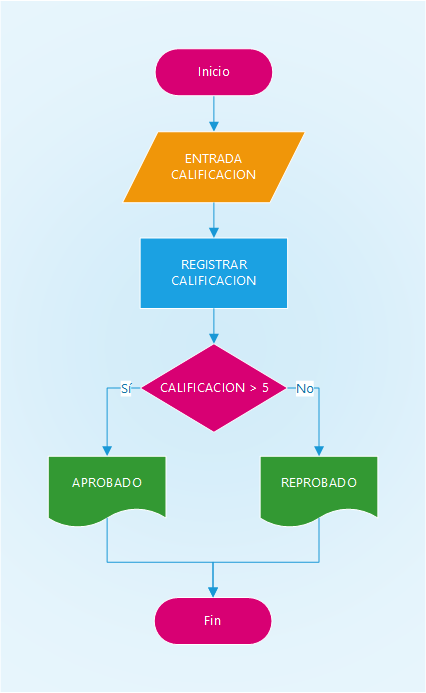 Inicio
ENTRADA
CALIFICACION
REGISTRAR
CALIFICACION
CALIFICACION > 5
Sí
No
APROBADO
REPROBADO
Fin